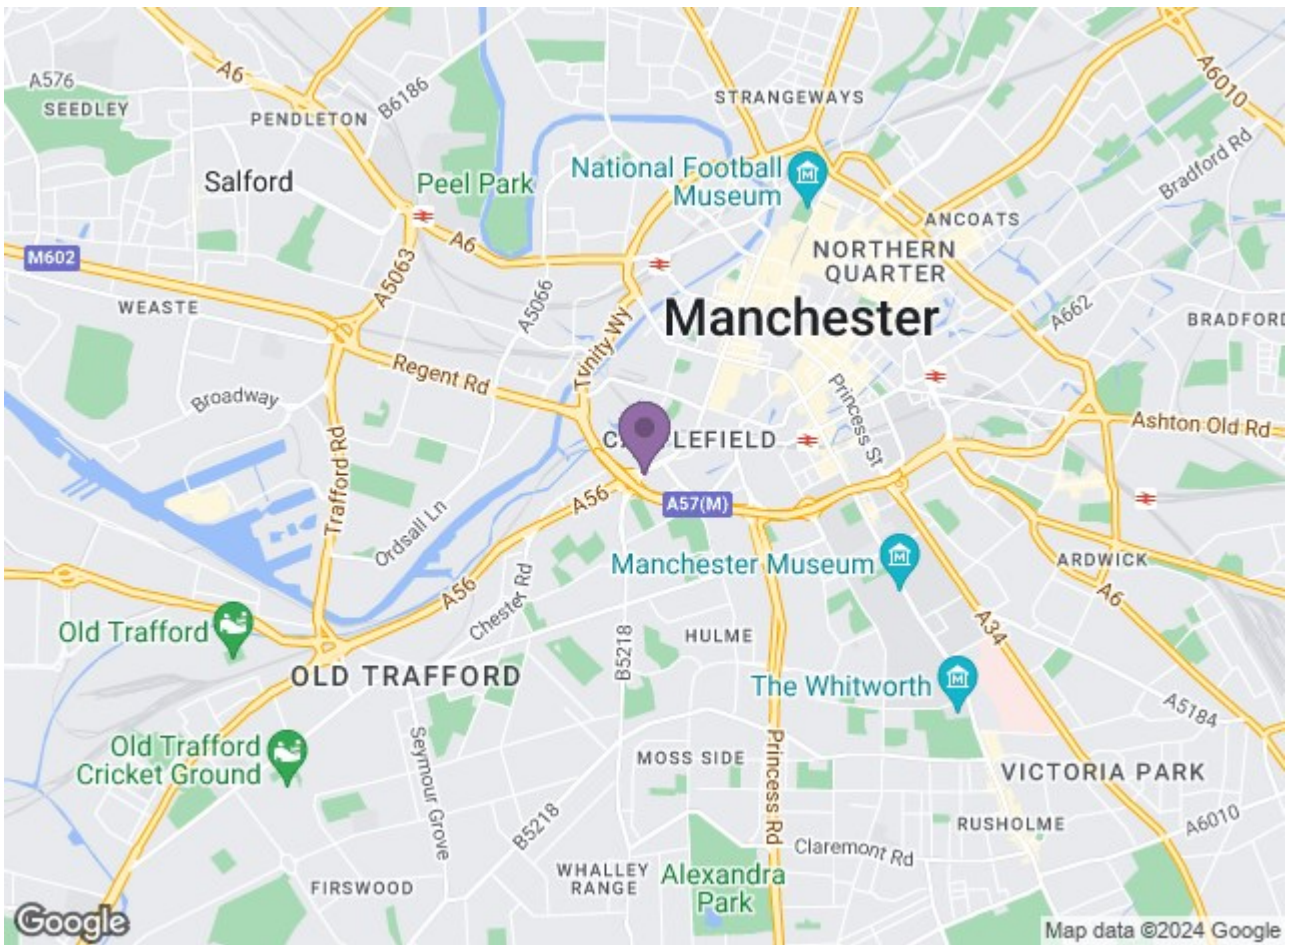 A576
SEEDLEY
A6
PENDLETON
B6186
STRANGEWAYS
A6010
Bradford Rd
Salford
Peel Park
National Football
Museum
ANCOATS
NORTHERN
QUARTER
M602
A6
A5063
WEASTE
A5066
Trinity Wy
Manchester
A662
BRADFORD
Regent Rd
Broadway
Princess St
Ashton Old Rd
Trafford Rd
A56
A57(M)
Ordsall Ln
Manchester Museum
ARDWICK
A6
A56
Chester Rd
Old Trafford
B5218
HULME
A34
OLD TRAFFORD
The Whitworth
A5184
Old Trafford
Cricket Ground
Seymour Grove
MOSS SIDE
Princess Rd
VICTORIA PARK
B5218
RUSHOLME
A6010
Claremont Rd
FIRSWOOD
WHALLEY
RANGE
Alexandra
Park
Google
Map data ©2024 Google